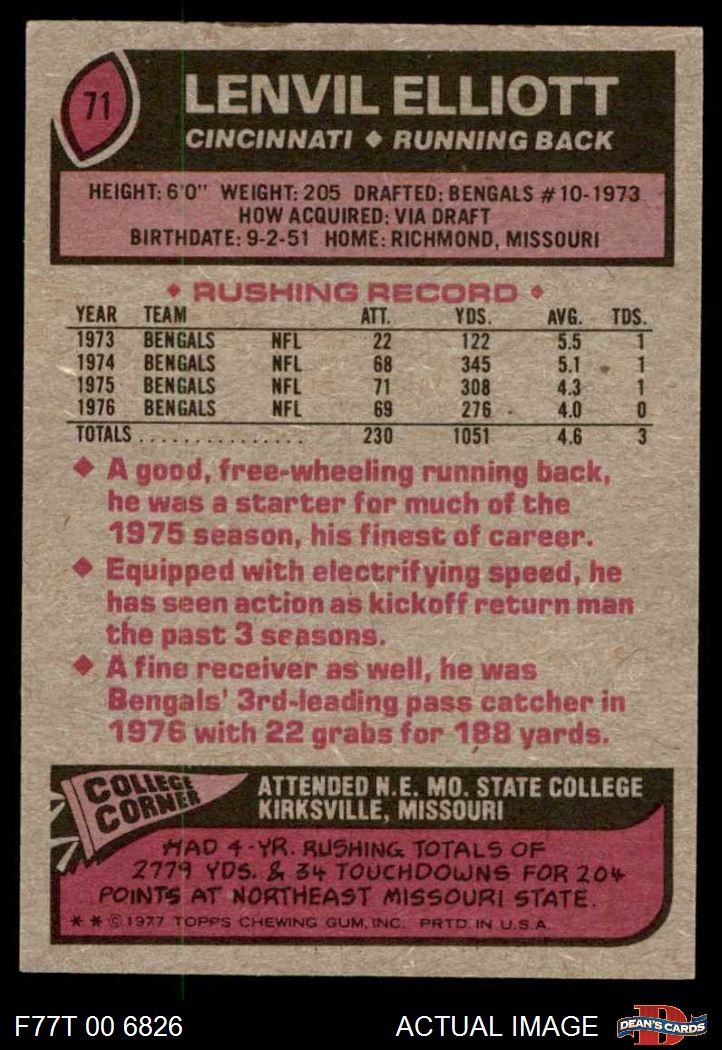 71
LENVIL ELLIOTT
CINCINNATI ◆ RUNNING BACK
HEIGHT: 6'0" WEIGHT: 205 DRAFTED: BENGALS #10-1973
HOW ACQUIRED: VIA DRAFT
BIRTHDATE: 9-2-51 HOME: RICHMOND, MISSOURI
◆ RUSHING RECORD ◆
YEAR TEAM ATT. YDS. AVG. TDS.
1973 BENGALS NFL 22 122 5.5 1
1974 BENGALS NFL 68 345 5.1 1
1975 BENGALS NFL 71 308 4.3 1
1976 BENGALS NFL 69 276 4.0 0
TOTALS ............... 230 1051 4.6 3
◆ A good, free-wheeling running back,
he was a starter for much of the
1975 season, his finest of career.
◆ Equipped with electrifying speed, he
has seen action as kickoff return man
the past 3 seasons.
◆ A fine receiver as well, he was
Bengals' 3rd-leading pass catcher in
1976 with 22 grabs for 188 yards.
COLLEGE
CORNER
ATTENDED N.E. MO. STATE COLLEGE
KIRKSVILLE, MISSOURI
HAD 4-YR. RUSHING TOTALS OF
2779 YDS. & 34 TOUCHDOWNS FOR 204
POINTS AT NORTHEAST MISSOURI STATE.
* * © 1977 TOPPS CHEWING GUM, INC. PRTD. IN U.S.A.
F77T 00 6826
ACTUAL IMAGE
D
DEAN'S CARDS